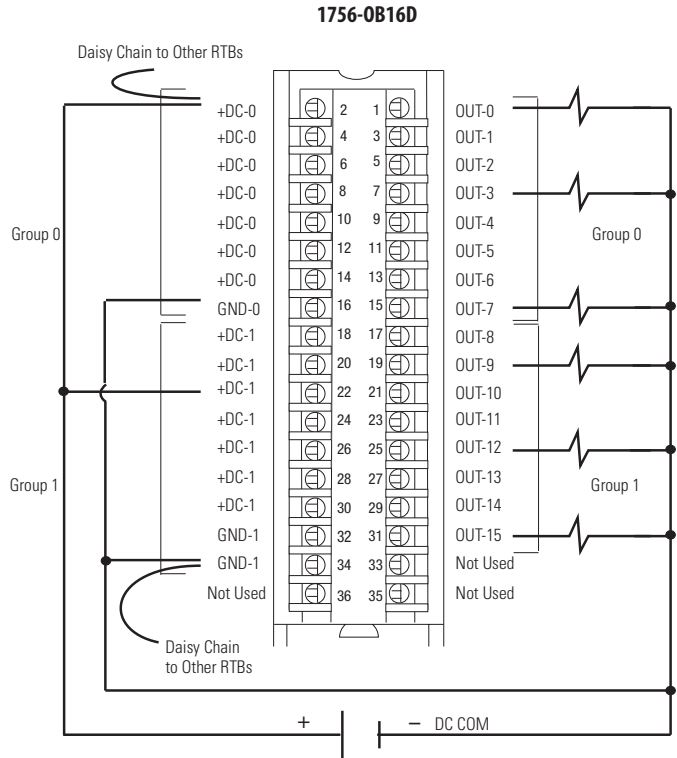 1756-OB16D
Daisy Chain to Other RTBs
+DC-0 2 1 OUT-0
+DC-0 4 3 OUT-1
+DC-0 6 5 OUT-2
+DC-0 8 7 OUT-3
+DC-0 10 9 OUT-4
Group 0 Group 0
+DC-0 12 11 OUT-5
+DC-0 14 13 OUT-6
GND-0 16 15 OUT-7
+DC-1 18 17 OUT-8
+DC-1 20 19 OUT-9
+DC-1 22 21 OUT-10
+DC-1 24 23 OUT-11
+DC-1 26 25 OUT-12
+DC-1 28 27 OUT-13
Group 1 Group 1
+DC-1 30 29 OUT-14
GND-1 32 31 OUT-15
GND-1 34 33 Not Used
Not Used 36 35 Not Used
Daisy Chain
to Other RTBs
+ − DC COM